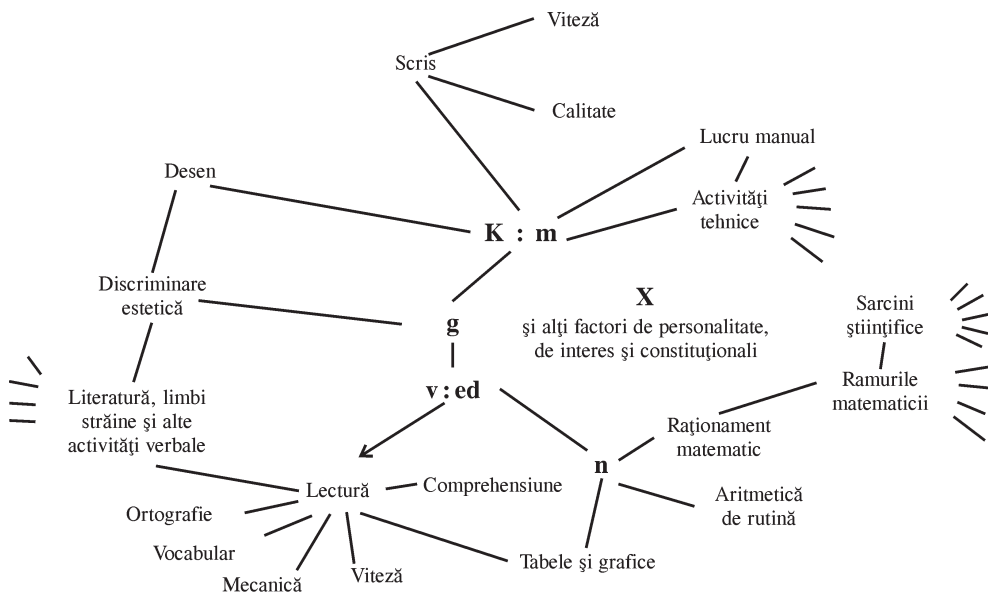 Viteză
Scris
Calitate
Lucru manual
Desen
Activităţi
tehnice
K : m
Discriminare
estetică
X
şi alţi factori de personalitate,
de interes şi constituţionali
Sarcini
ştiinţifice
g
v : ed
Ramurile
matematicii
Literatură, limbi
străine şi alte
activităţi verbale
Raţionament
matematic
n
Lectură
Comprehensiune
Aritmetică
de rutină
Ortografie
Vocabular
Mecanică
Viteză
Tabele şi grafice